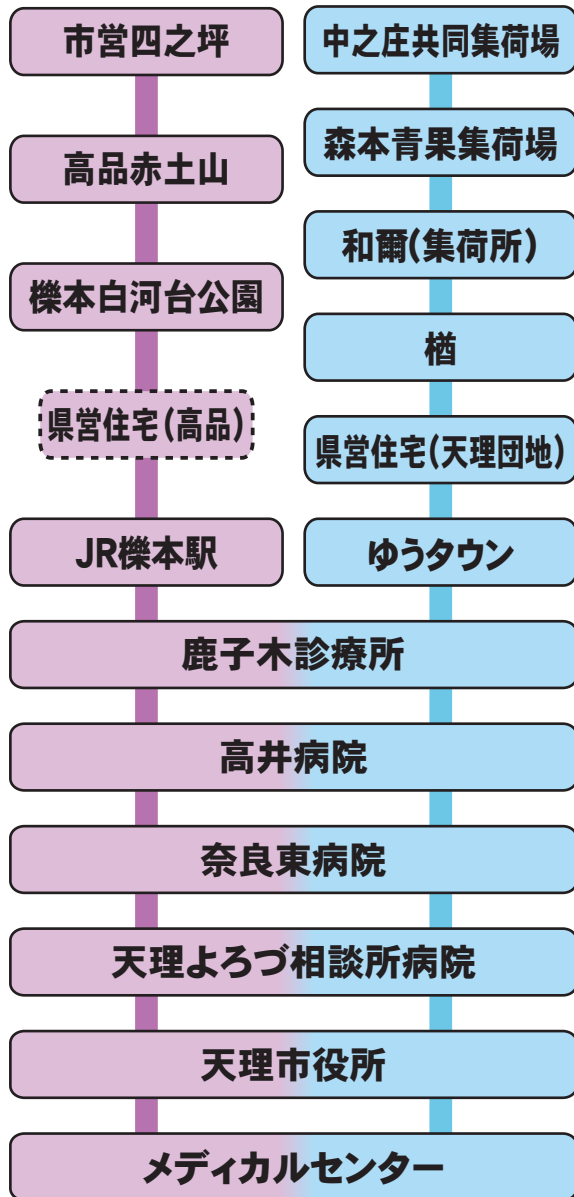 市営四之坪
高品赤土山
櫟本白河台公園
県営住宅(高品)
JR櫟本駅
中之庄共同集荷場
森本青果集荷場
和爾(集荷所)
楢
県営住宅(天理団地)
ゆうタウン
鹿子木診療所
高井病院
奈良東病院
天理よろづ相談所病院
天理市役所
メディカルセンター